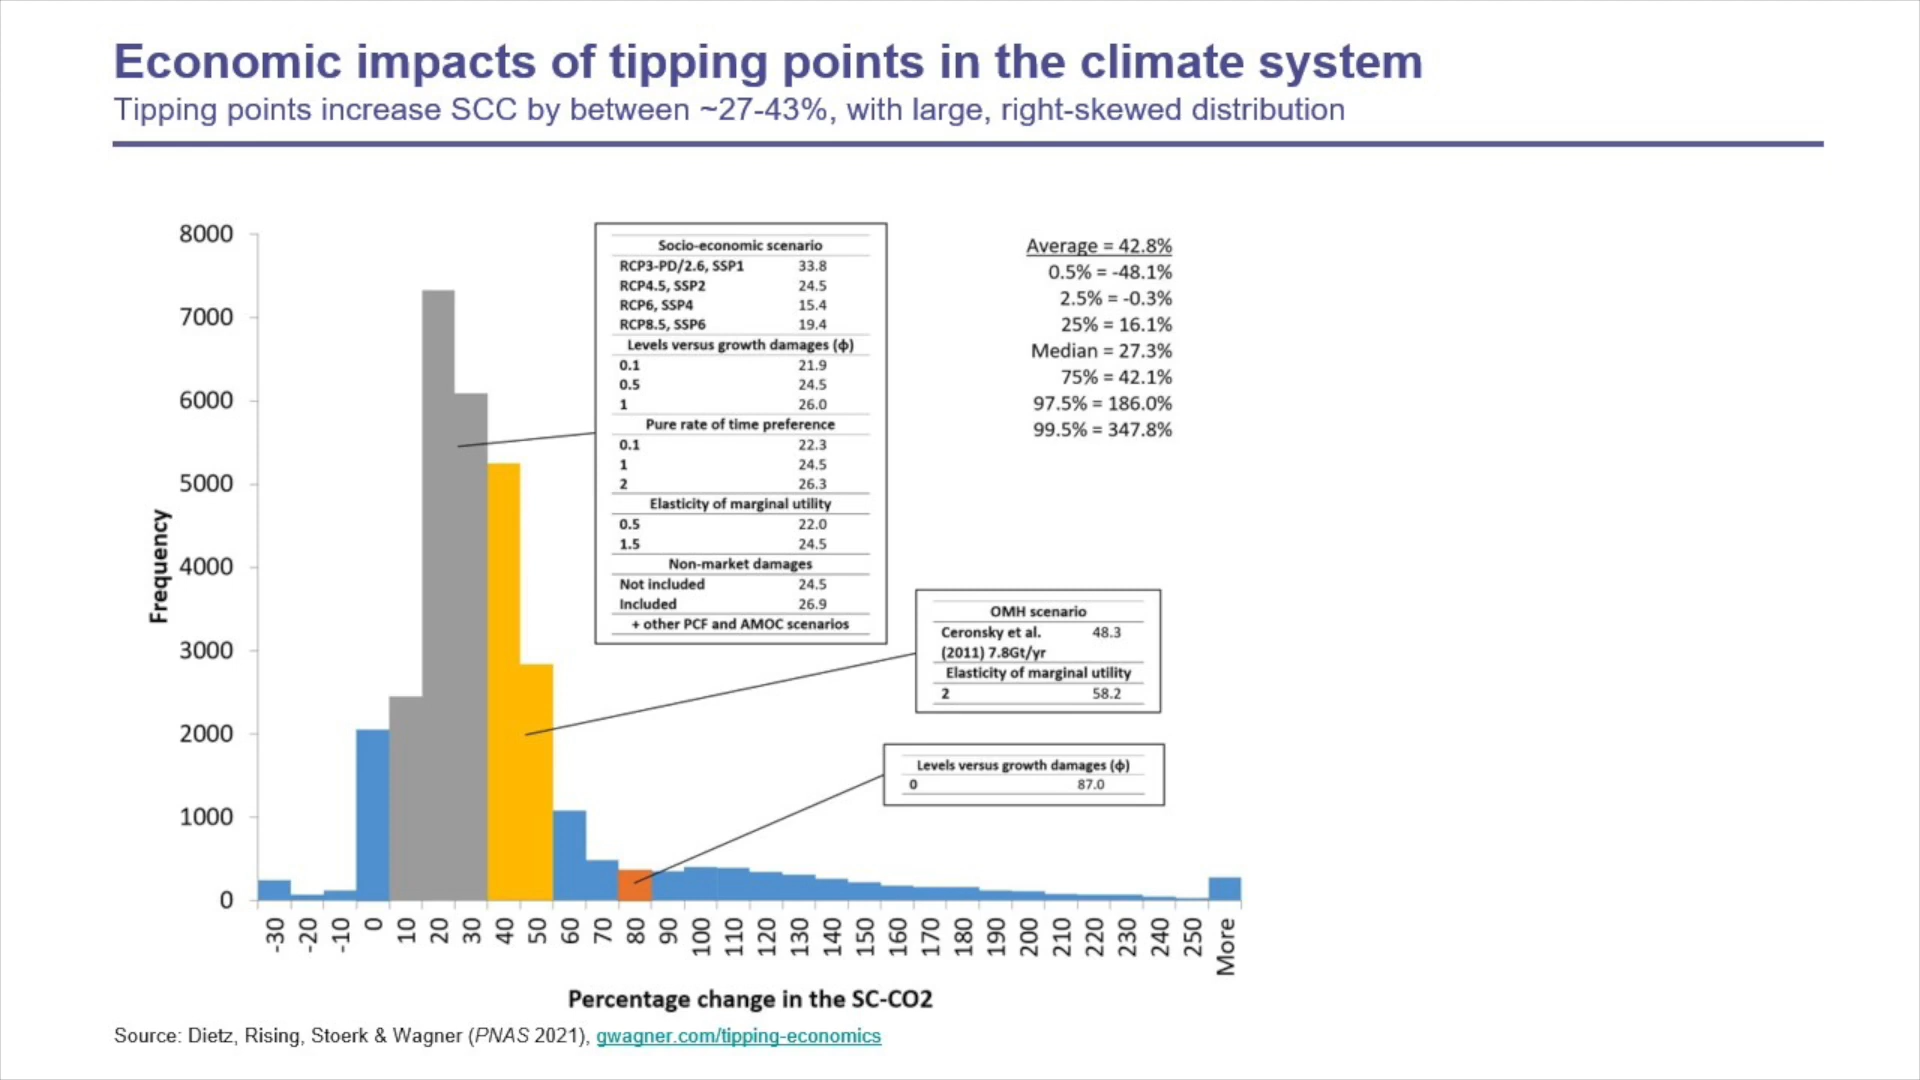 Economic impacts of tipping points in the climate system
Tipping points increase SCC by between ~27-43%, with large, right-skewed distribution
8000
7000
6000
5000
4000
3000
2000
1000
0
Frequency
Socio-economic scenario
RCP3-PD/2.6, SSP1 33.8
RCP4.5, SSP2 24.5
RCP6, SSP4 15.4
RCP8.5, SSP6 19.4
Levels versus growth damages (ϕ)
0.1 21.9
0.5 24.5
1 26.0
Pure rate of time preference
0.1 22.3
1 24.5
2 26.3
Elasticity of marginal utility
0.5 22.0
1.5 24.5
Non-market damages
Not included 24.5
Included 26.9
+ other PCF and AMOC scenarios
Average = 42.8%
0.5% = -48.1%
2.5% = -0.3%
25% = 16.1%
Median = 27.3%
75% = 42.1%
97.5% = 186.0%
99.5% = 347.8%
OMH scenario
Ceronsky et al. 48.3
(2011) 7.8Gt/yr
Elasticity of marginal utility
2 58.2
Levels versus growth damages (ϕ)
0 87.0
-30 -20 -10 0 10 20 30 40 50 60 70 80 90 100 110 120 130 140 150 160 170 180 190 200 210 220 230 240 250 More
Percentage change in the SC-CO2
Source: Dietz, Rising, Stoerk & Wagner (PNAS 2021), gwagner.com/tipping-economics